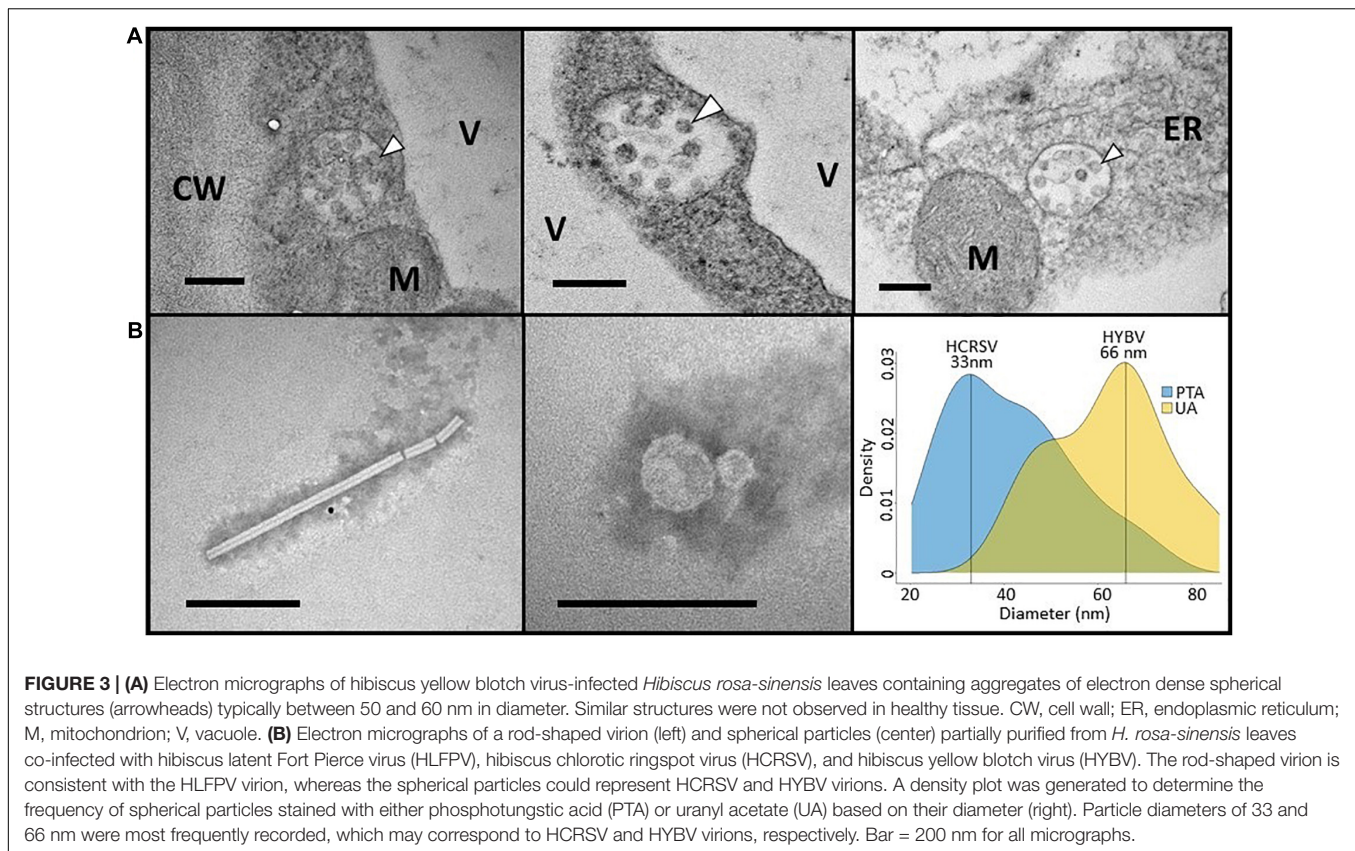 A)
CW
V
M
V
V
ER
M
B)
HCRSV
33nm
HYBV
66 nm
PTA
UA
0.03
0.02
0.01
0
Density
20
40
60
80
Diameter (nm)
FIGURE 3 | (A) Electron micrographs of hibiscus yellow blotch virus-infected Hibiscus rosa-sinensis leaves containing aggregates of electron dense spherical
structures (arrowheads) typically between 50 and 60 nm in diameter. Similar structures were not observed in healthy tissue. CW, cell wall; ER, endoplasmic reticulum;
M, mitochondrion; V, vacuole. (B) Electron micrographs of a rod-shaped virion (left) and spherical particles (center) partially purified from H. rosa-sinensis leaves
co-infected with hibiscus latent Fort Pierce virus (HLFPV), hibiscus chlorotic ringspot virus (HCRSV), and hibiscus yellow blotch virus (HYBV). The rod-shaped virion is
consistent with the HLFPV virion, whereas the spherical particles could represent HCRSV and HYBV virions. A density plot was generated to determine the
frequency of spherical particles stained with either phosphotungstic acid (PTA) or uranyl acetate (UA) based on their diameter (right). Particle diameters of 33 and
66 nm were most frequently recorded, which may correspond to HCRSV and HYBV virions, respectively. Bar = 200 nm for all micrographs.